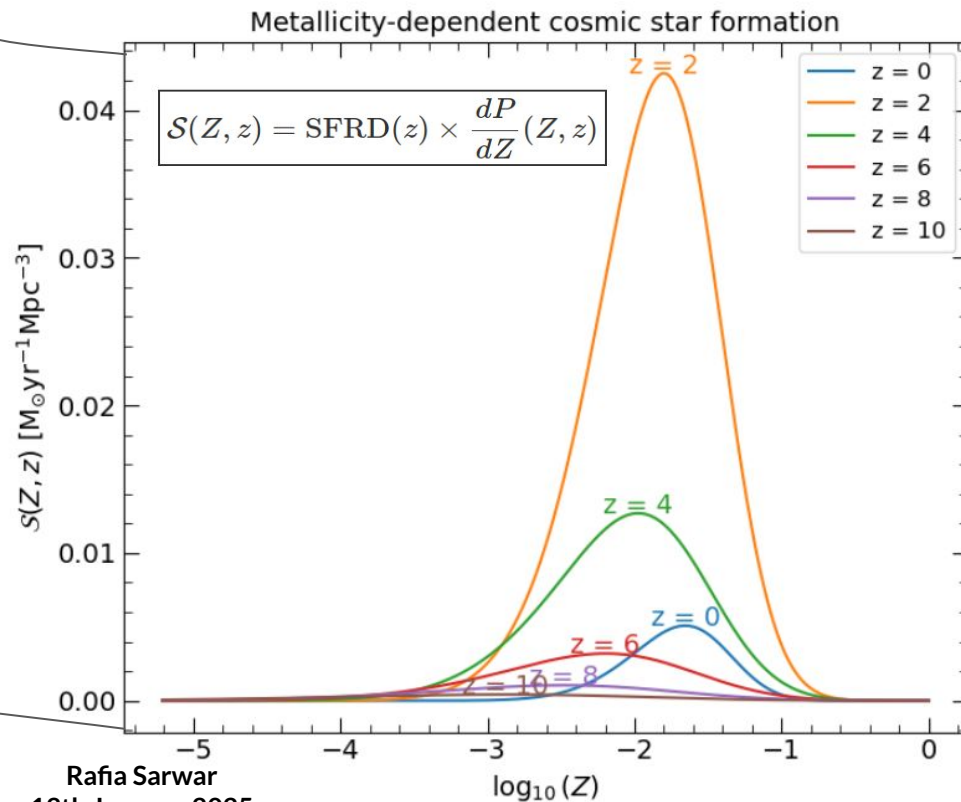 Metallicity-dependent cosmic star formation
z = 2
z = 0
z = 2
z = 4
z = 6
z = 8
z = 10
𝒮(Z, z) = SFRD(z) × dP/dZ (Z, z)
0.04
0.03
0.02
0.01
0.00
𝒮(Z, z) [M⊙yr⁻¹Mpc⁻³]
z = 4
z = 0
z = 6
z = 8
z = 10
−5 −4 −3 −2 −1 0
log₁₀ (Z)
Rafia Sarwar
2025